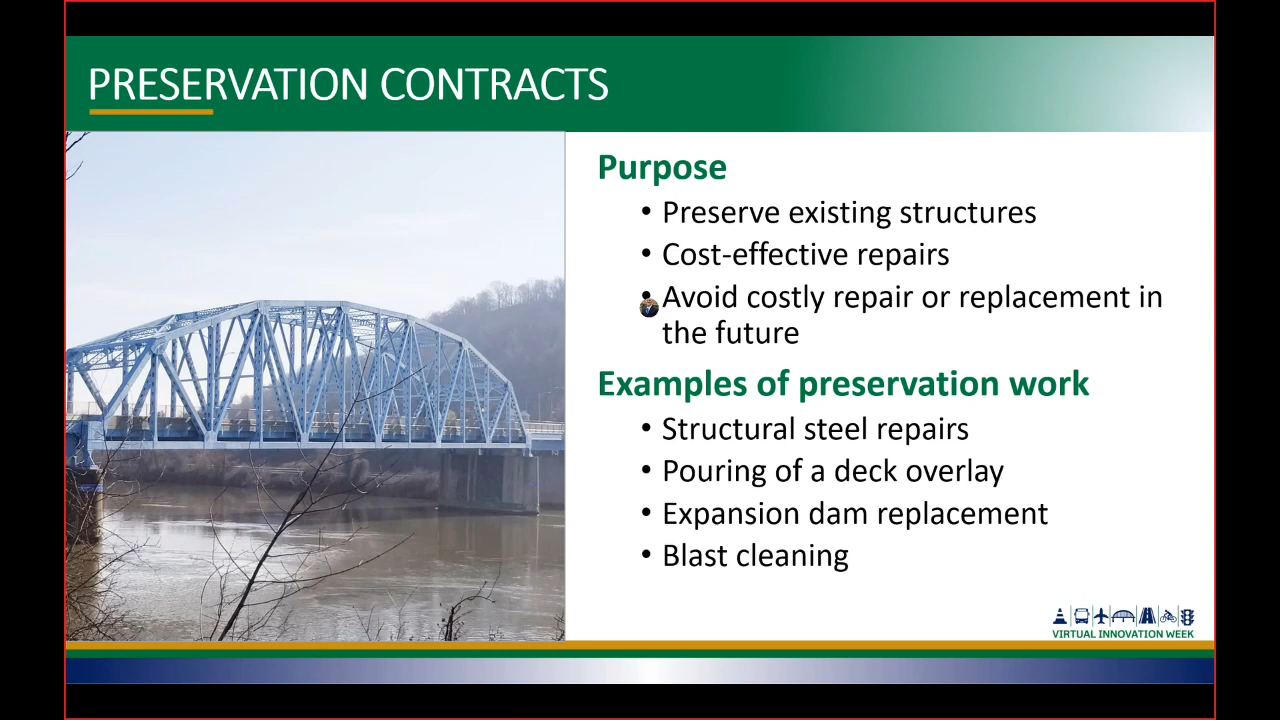 PRESERVATION CONTRACTS
Purpose
• Preserve existing structures
• Cost-effective repairs
• Avoid costly repair or replacement in
the future
Examples of preservation work
• Structural steel repairs
• Pouring of a deck overlay
• Expansion dam replacement
• Blast cleaning
VIRTUAL INNOVATION WEEK